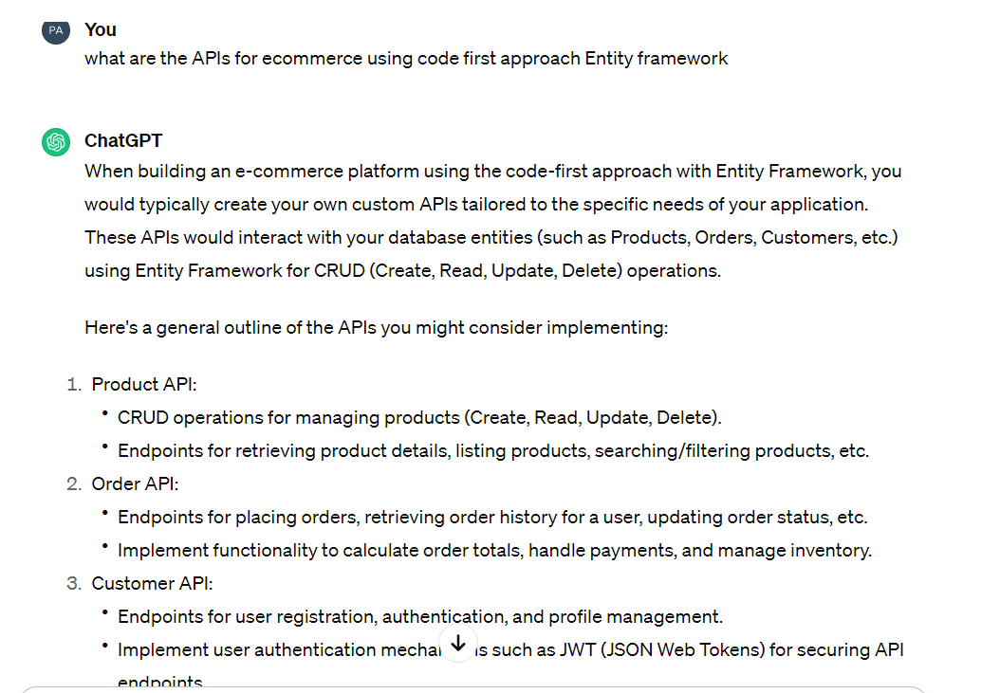 PA
You
what are the APIs for ecommerce using code first approach Entity framework
ChatGPT
When building an e-commerce platform using the code-first approach with Entity Framework, you
would typically create your own custom APIs tailored to the specific needs of your application.
These APIs would interact with your database entities (such as Products, Orders, Customers, etc.)
using Entity Framework for CRUD (Create, Read, Update, Delete) operations.
Here's a general outline of the APIs you might consider implementing:
1. Product API:
• CRUD operations for managing products (Create, Read, Update, Delete).
• Endpoints for retrieving product details, listing products, searching/filtering products, etc.
2. Order API:
• Endpoints for placing orders, retrieving order history for a user, updating order status, etc.
• Implement functionality to calculate order totals, handle payments, and manage inventory.
3. Customer API:
• Endpoints for user registration, authentication, and profile management.
• Implement user authentication mechanisms such as JWT (JSON Web Tokens) for securing API
endpoints